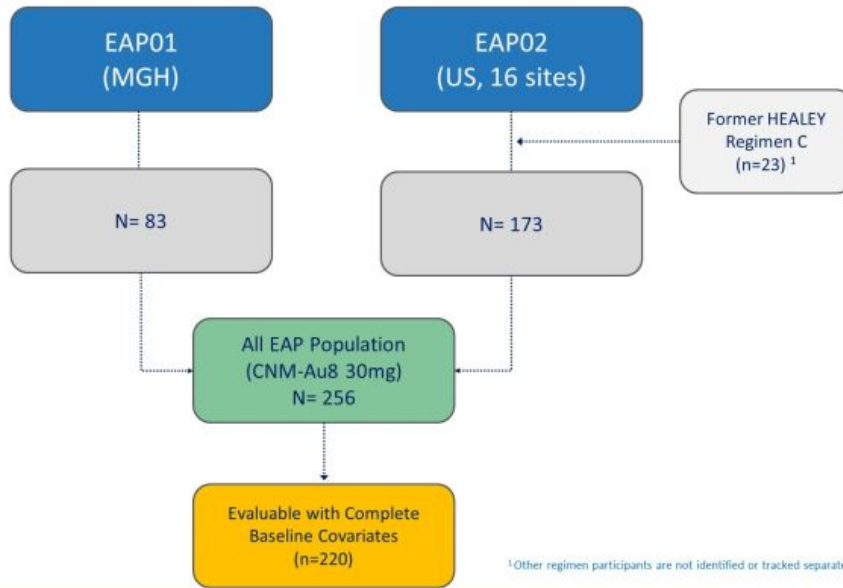 EAP01
(MGH)
EAP02
(US, 16 sites)
Former HEALEY
Regimen C
(n=23) ¹
N= 83
N= 173
All EAP Population
(CNM-Au8 30mg)
N= 256
Evaluable with Complete
Baseline Covariates
(n=220)
¹Other regimen participants are not identified or tracked separate